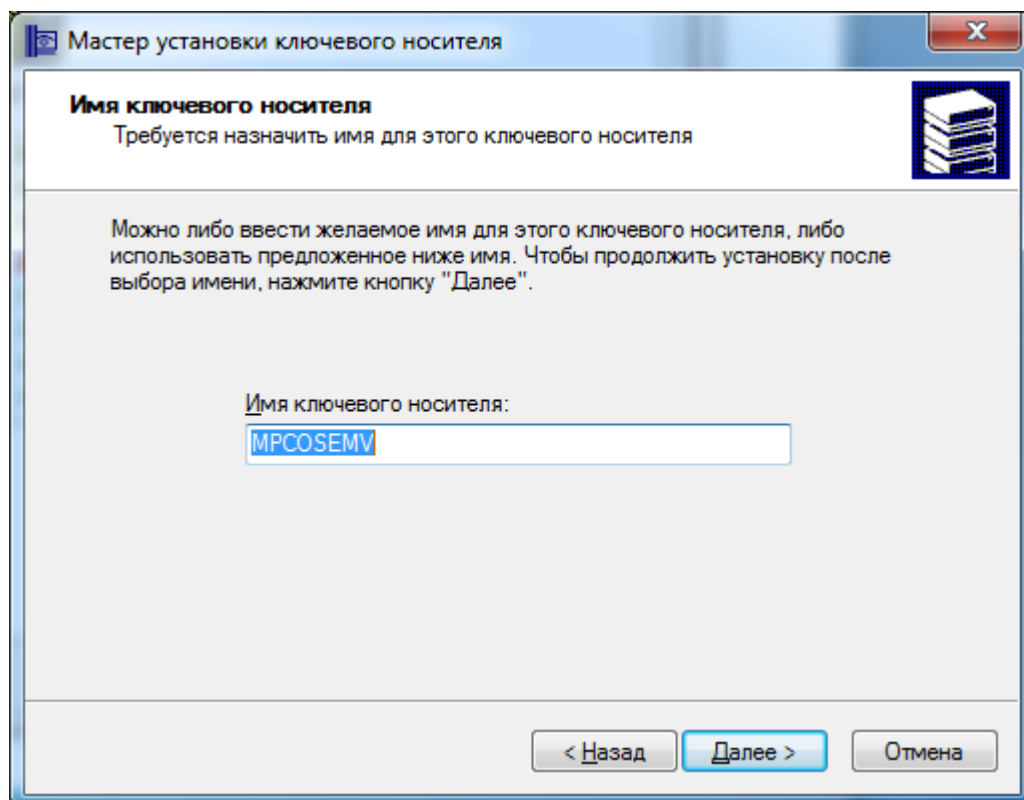 Мастер установки ключевого носителя
Имя ключевого носителя
Требуется назначить имя для этого ключевого носителя
Можно либо ввести желаемое имя для этого ключевого носителя, либо
использовать предложенное ниже имя. Чтобы продолжить установку после
выбора имени, нажмите кнопку "Далее".
Имя ключевого носителя:
MPCOSEMV
< Назад Далее > Отмена